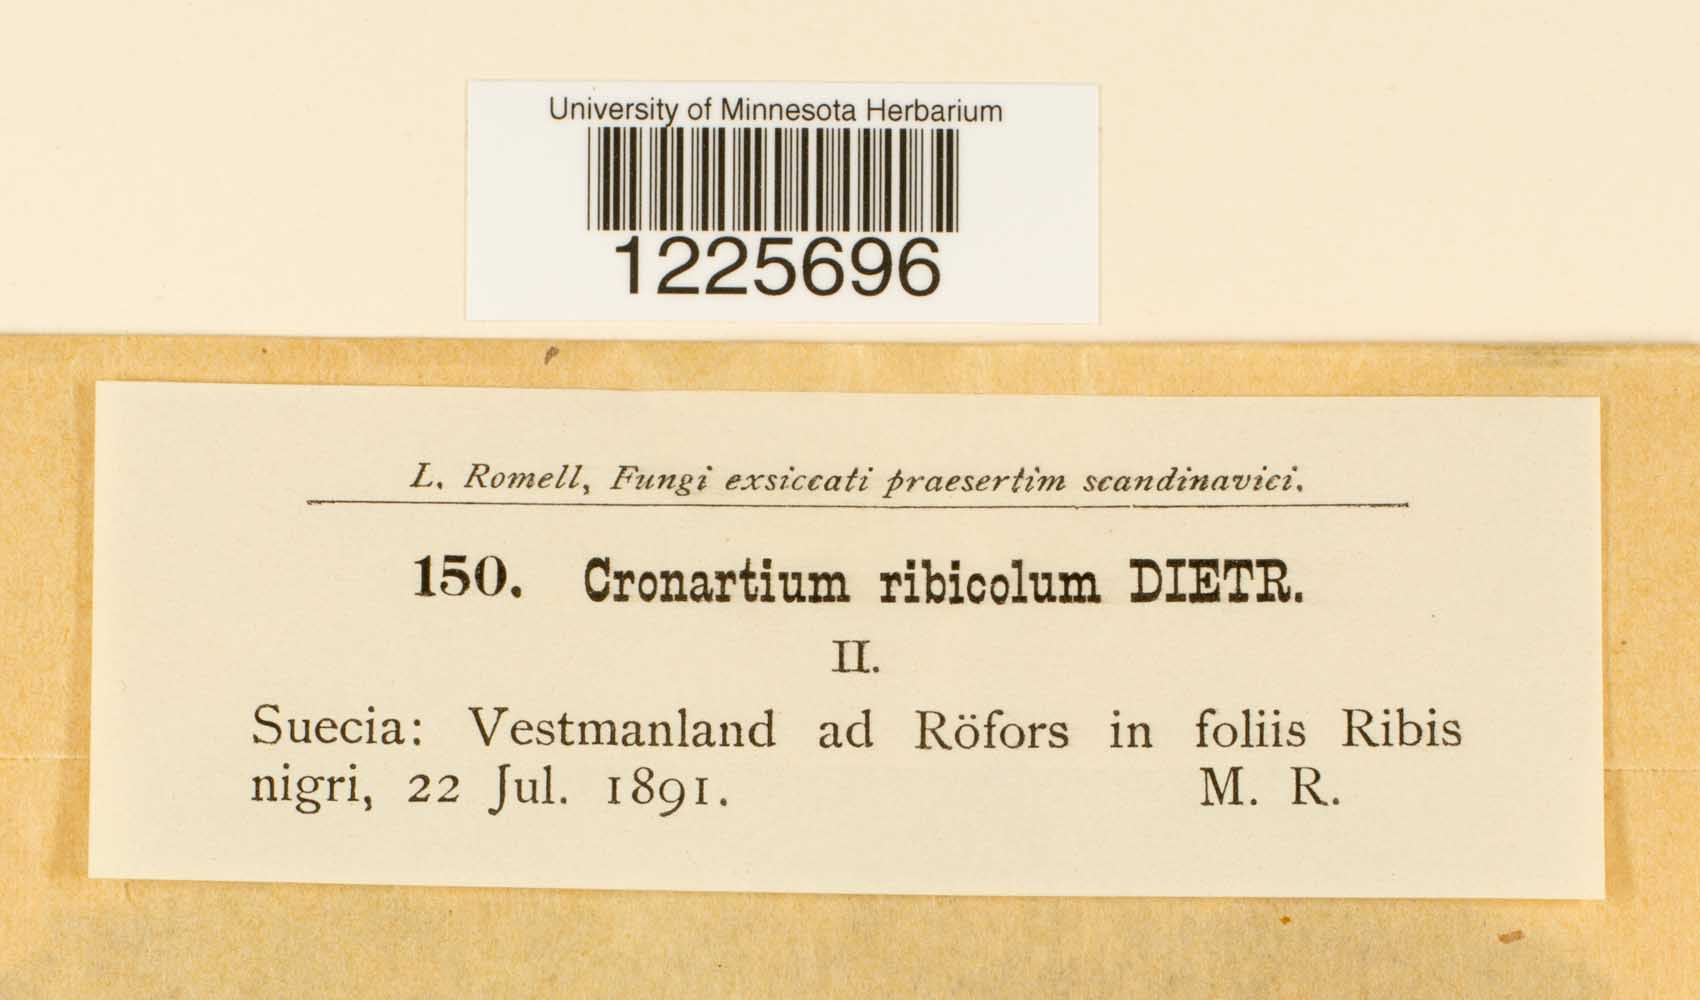 University of Minnesota Herbarium
1225696
L. Romell, Fungi exsiccati praesertim scandinavici.
150. Cronartium ribicolum DIETR.
II.
Suecia: Vestmanland ad Röfors in foliis Ribis
nigri, 22 Jul. 1891. M. R.